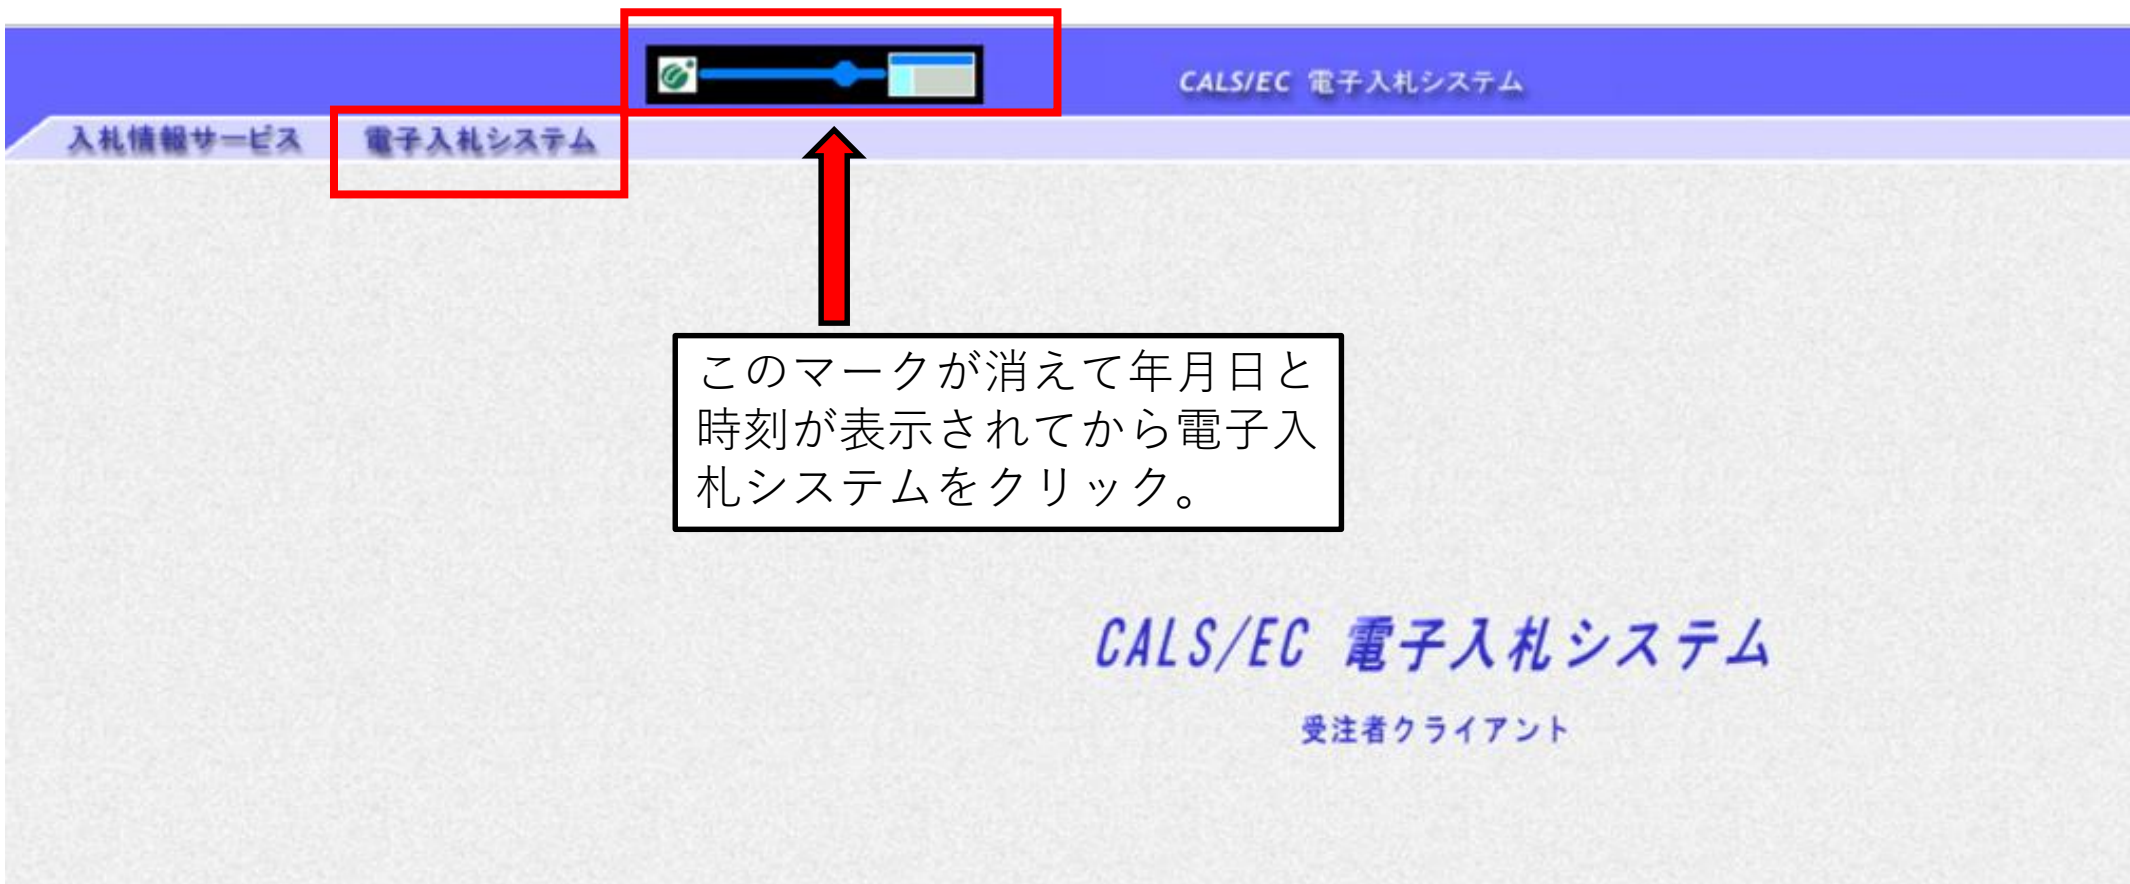 CALS/EC 電子入札システム
入札情報サービス 電子入札システム
このマークが消えて年月日と
時刻が表示されてから電子入
札システムをクリック。
CALS/EC 電子入札システム
受注者クライアント